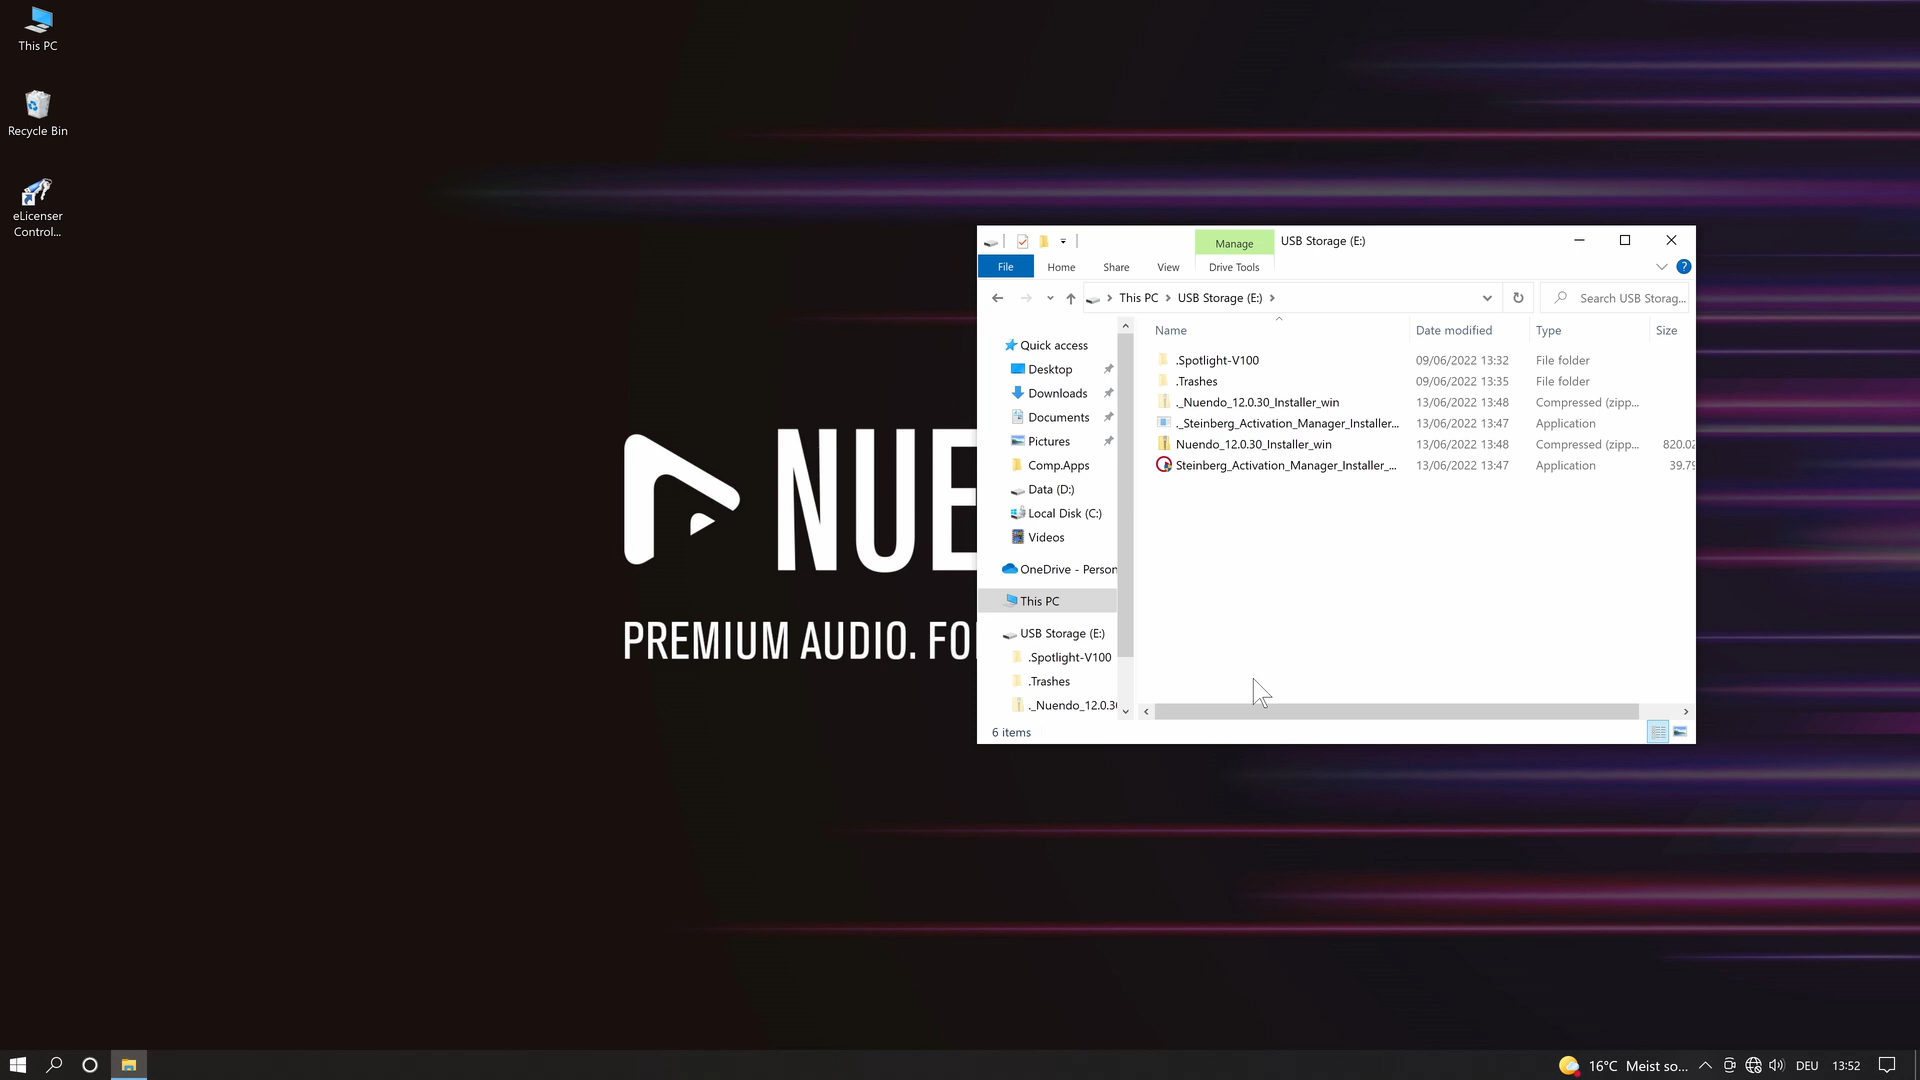 This PC
Recycle Bin
eLicenser
Control...
NUE
PREMIUM AUDIO. FO
Manage
USB Storage (E:)
File
Home
Share
View
Drive Tools
This PC
USB Storage (E:)
Search USB Storag...
Name
Date modified
Type
Size
.Spotlight-V100 09/06/2022 13:32 File folder
.Trashes 09/06/2022 13:35 File folder
._Nuendo_12.0.30_Installer_win 13/06/2022 13:48 Compressed (zipp...
._Steinberg_Activation_Manager_Installer... 13/06/2022 13:47 Application
Nuendo_12.0.30_Installer_win 13/06/2022 13:48 Compressed (zipp... 820.02
Steinberg_Activation_Manager_Installer_... 13/06/2022 13:47 Application 39.79
Quick access
Desktop
Downloads
Documents
Pictures
Comp.Apps
Data (D:)
Local Disk (C:)
Videos
OneDrive - Person
This PC
USB Storage (E:)
.Spotlight-V100
.Trashes
._Nuendo_12.0.30
6 items
16°C Meist so... DEU 13:52